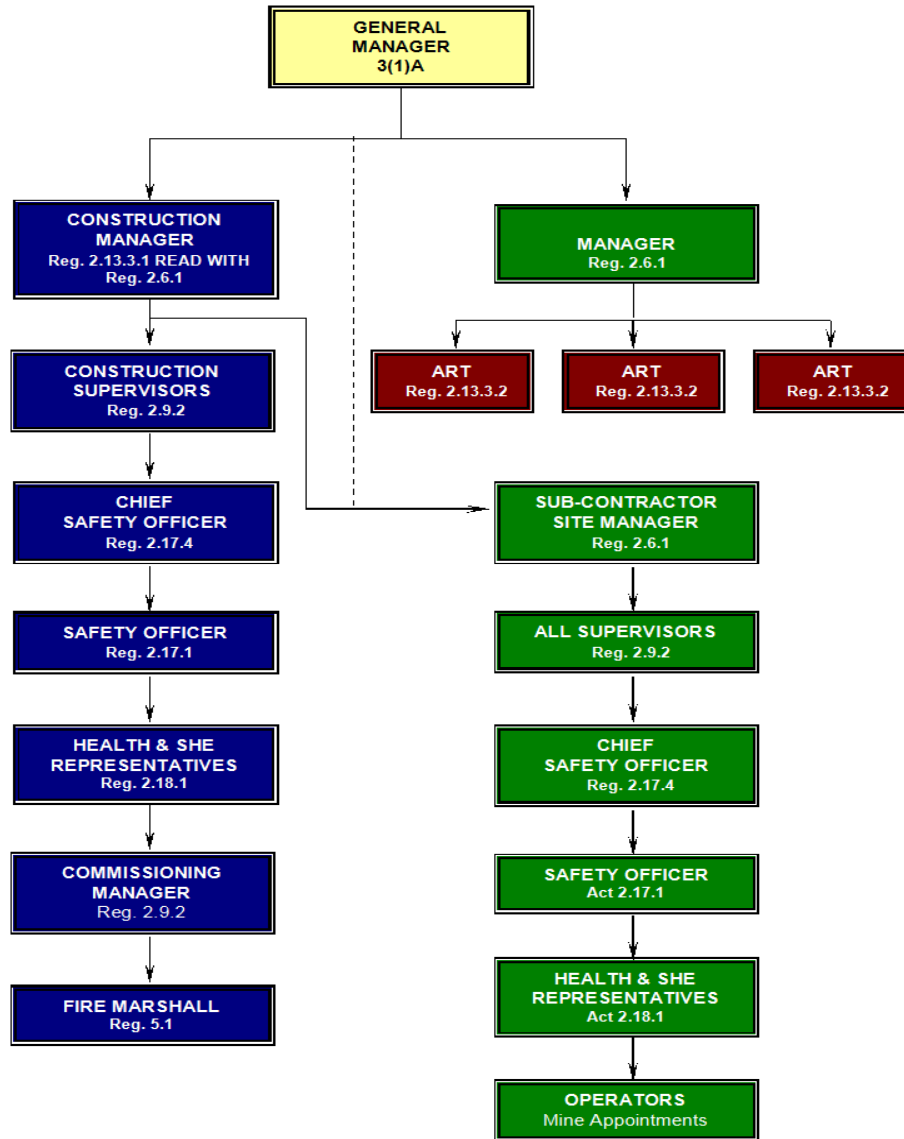 GENERAL
MANAGER
3(1)A
CONSTRUCTION
MANAGER
Reg. 2.13.3.1 READ WITH
Reg. 2.6.1
MANAGER
Reg. 2.6.1
CONSTRUCTION
SUPERVISORS
Reg. 2.9.2
ART
Reg. 2.13.3.2
ART
Reg. 2.13.3.2
ART
Reg. 2.13.3.2
CHIEF
SAFETY OFFICER
Reg. 2.17.4
SUB-CONTRACTOR
SITE MANAGER
Reg. 2.6.1
SAFETY OFFICER
Reg. 2.17.1
ALL SUPERVISORS
Reg. 2.9.2
HEALTH & SHE
REPRESENTATIVES
Reg. 2.18.1
CHIEF
SAFETY OFFICER
Reg. 2.17.4
COMMISSIONING
MANAGER
Reg. 2.9.2
SAFETY OFFICER
Act 2.17.1
FIRE MARSHALL
Reg. 5.1
HEALTH & SHE
REPRESENTATIVES
Act 2.18.1
OPERATORS
Mine Appointments